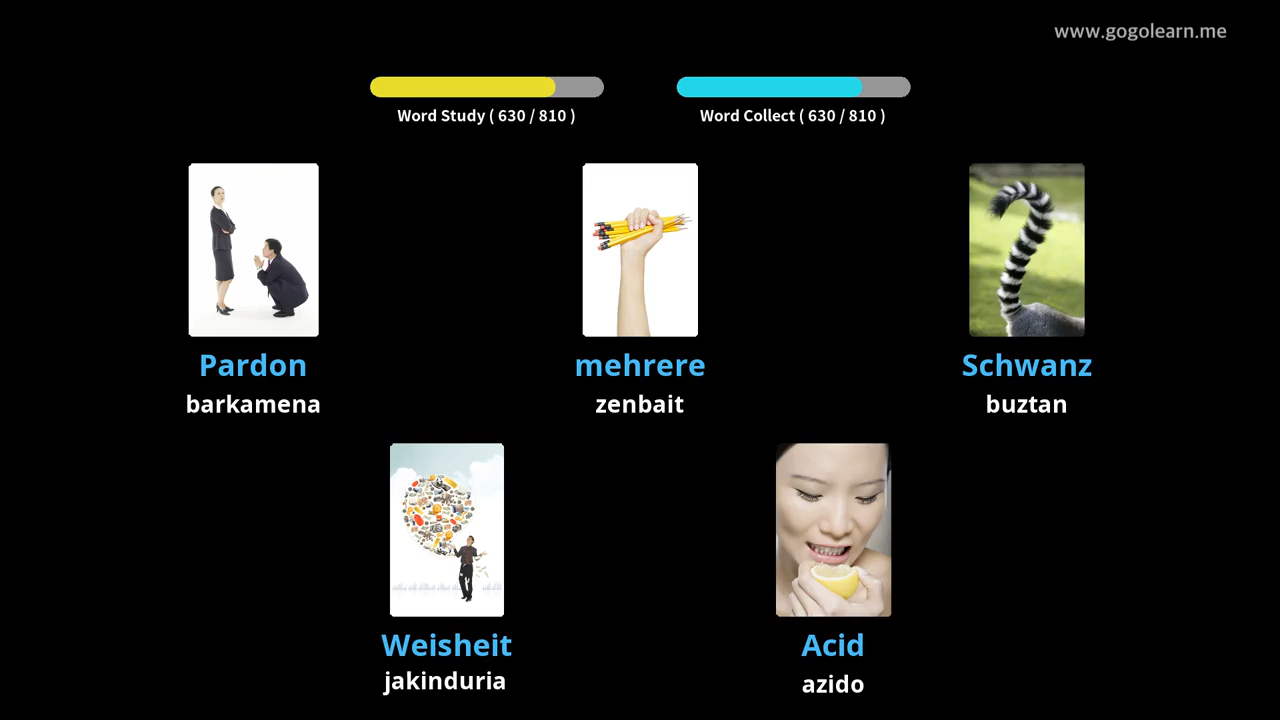 www.gogolearn.me
Word Study ( 630 / 810 )
Word Collect ( 630 / 810 )
Pardon
barkamena
mehrere
zenbait
Schwanz
buztan
Weisheit
jakinduria
Acid
azido